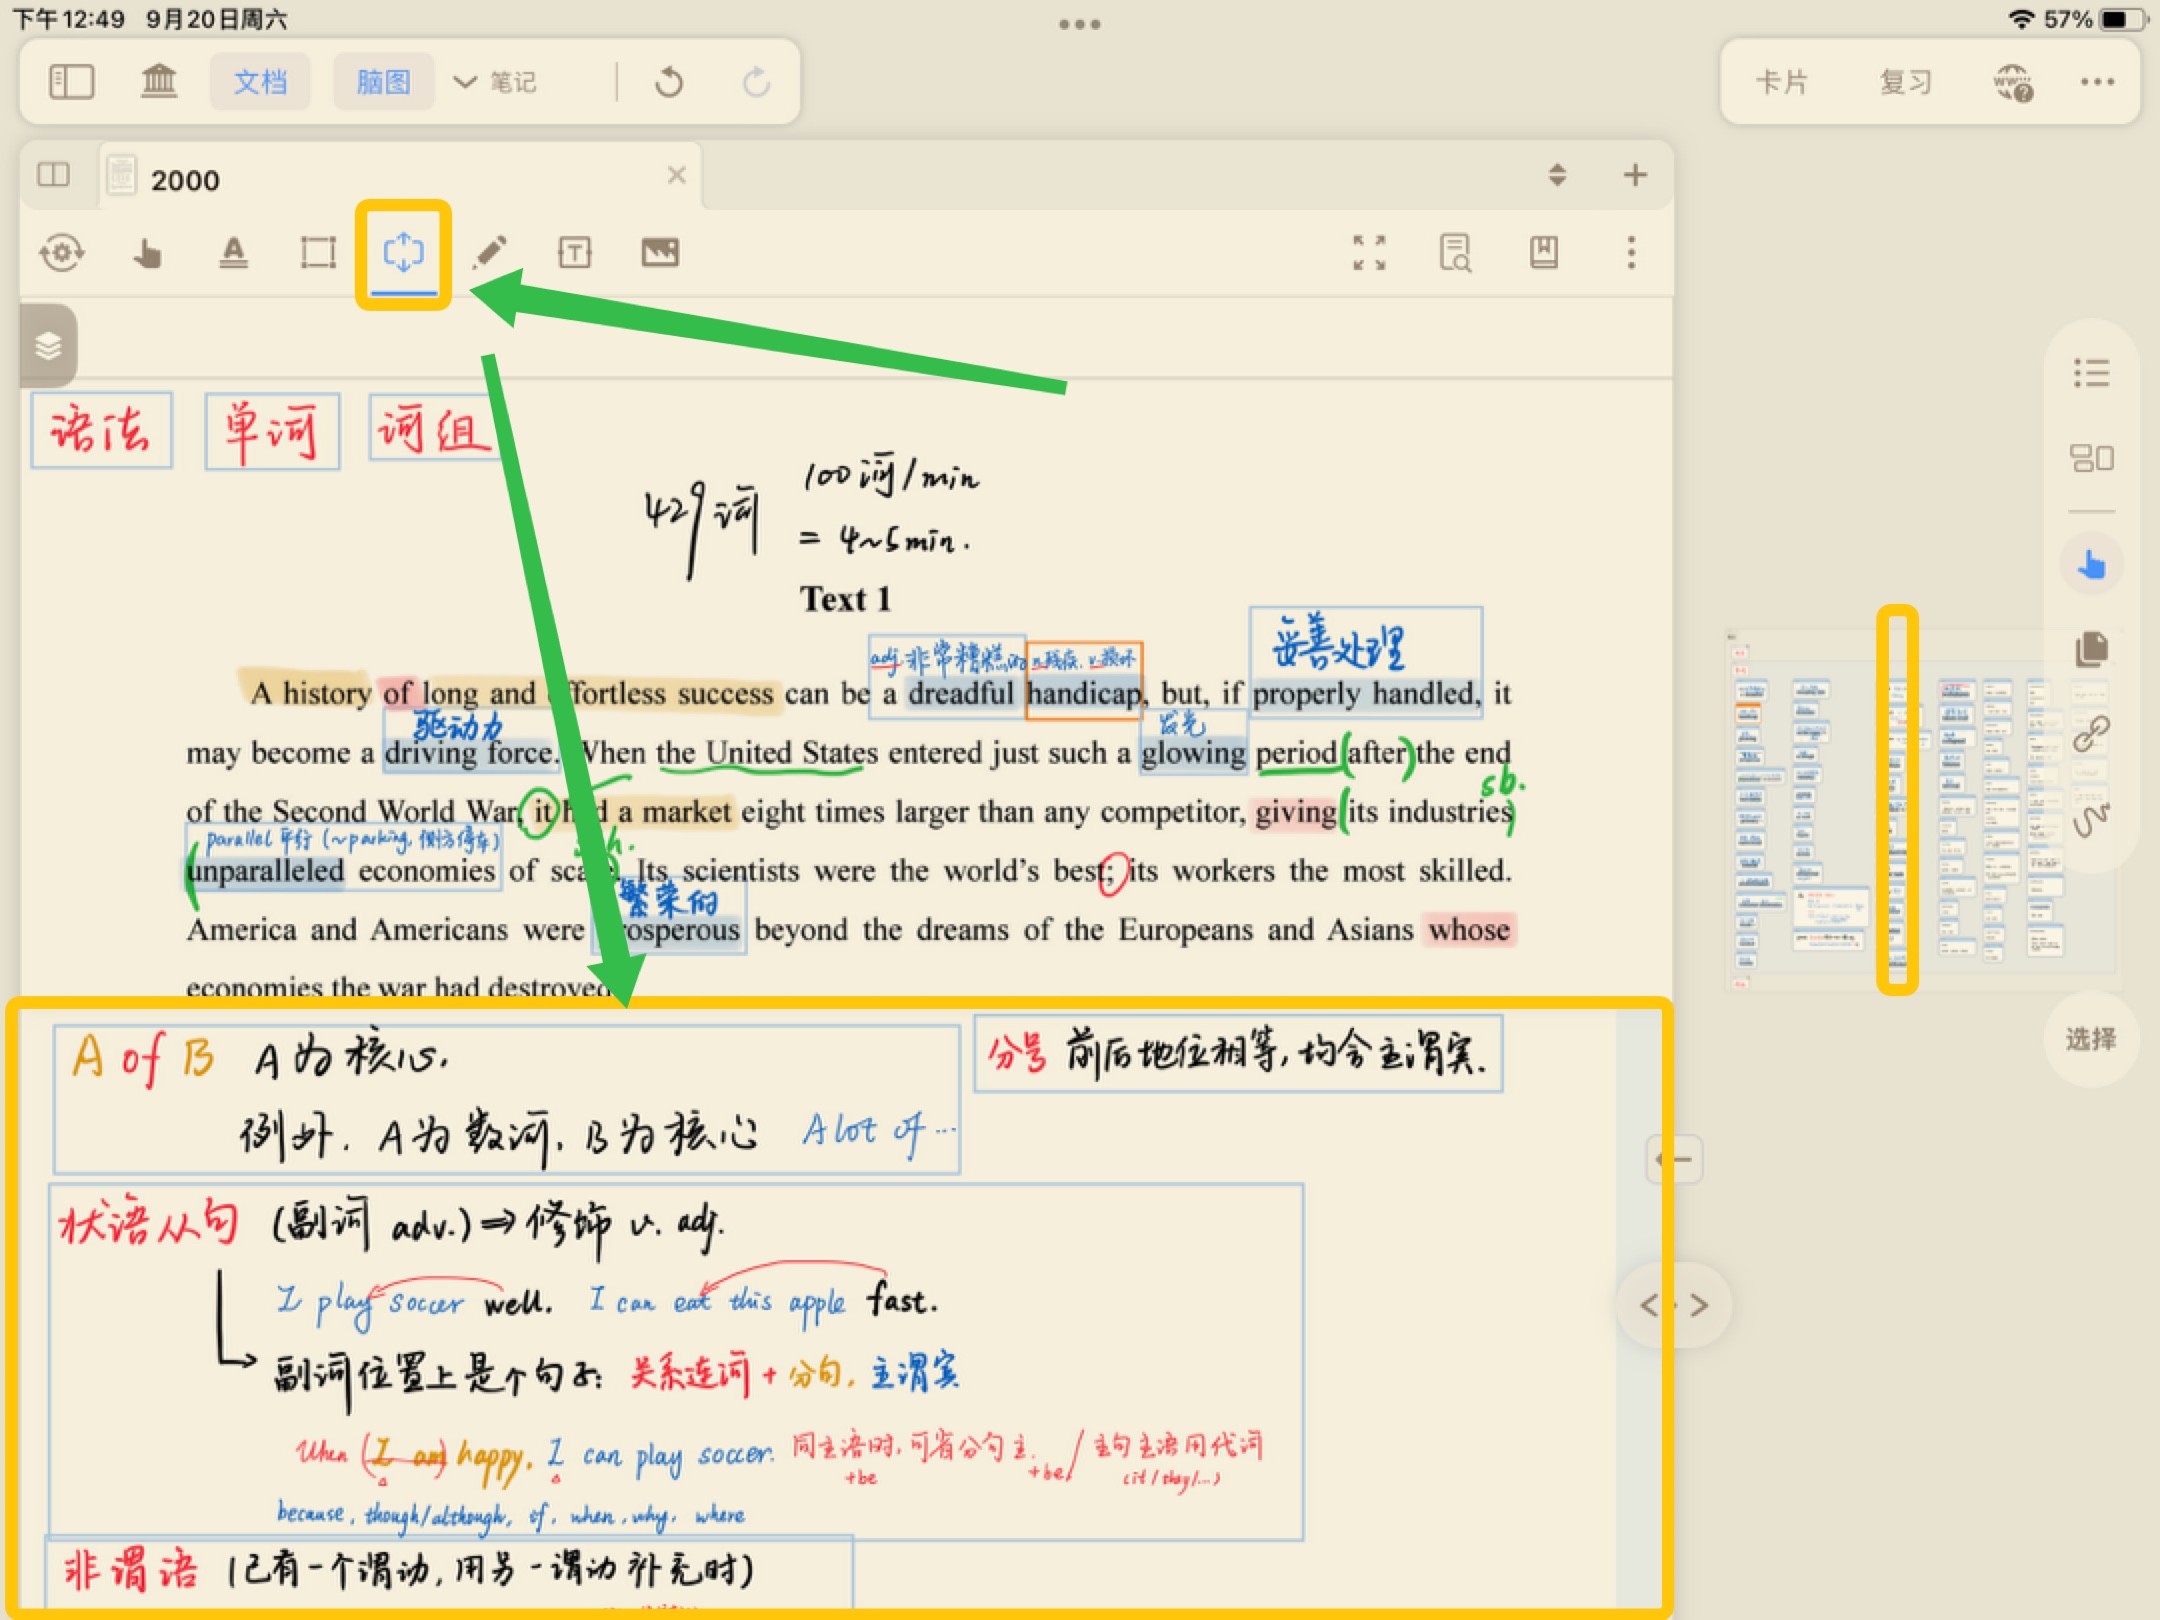 下午12:49 9月20日周六
57%
文档 脑图 笔记
卡片 复习
2000
语法 单词 词组
429词 100词/min
= 4~5min.
Text 1
adj.非常糟糕的 n.残疾. v.损坏 妥善处理
A history of long and effortless success can be a dreadful handicap, but, if properly handled, it
驱动力 发光
may become a driving force. When the United States entered just such a glowing period (after) the end
sb.
of the Second World War, it had a market eight times larger than any competitor, giving (its industries)
parallel 平行 (~parking, 侧方停车) sth.
(unparalleled economies of scale). Its scientists were the world's best; its workers the most skilled.
繁荣的
America and Americans were prosperous beyond the dreams of the Europeans and Asians whose
economies the war had destroyed
A of B A为核心.
例外. A为数词, B为核心 A lot of…
分号 前后地位相等, 均含主谓宾.
状语从句 (副词 adv.) ⇒ 修饰 v. adj.
I play soccer well. I can eat this apple fast.
副词位置上是个句子: 关系连词 + 分句, 主谓宾
When (I am) happy, I can play soccer. 同主语时, 可省分句主.+be / 主句主语用代词
+be +be (it/they/...)
because, though/although, if, when, why, where
非谓语 (已有一个谓动, 用另一谓动补充时)
选择